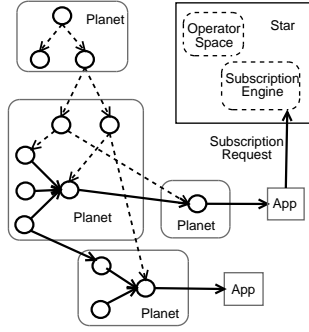 Planet
Star
Operator
Space
Subscription
Engine
Subscription
Request
Planet
Planet
App
Planet
App